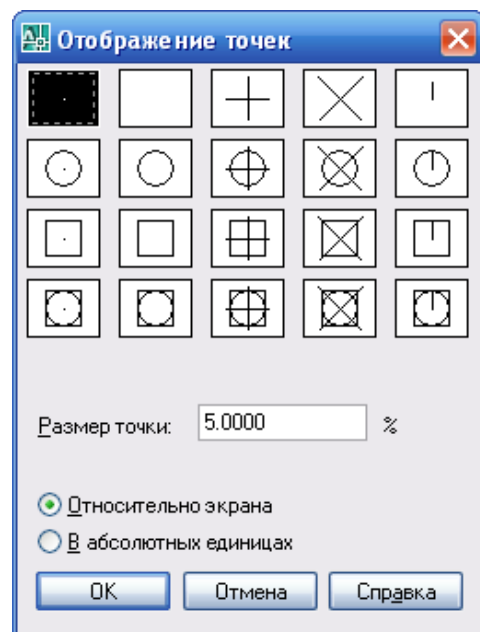 Отображение точек
Размер точки: 5.0000 %
Относительно экрана
В абсолютных единицах
OK Отмена Справка